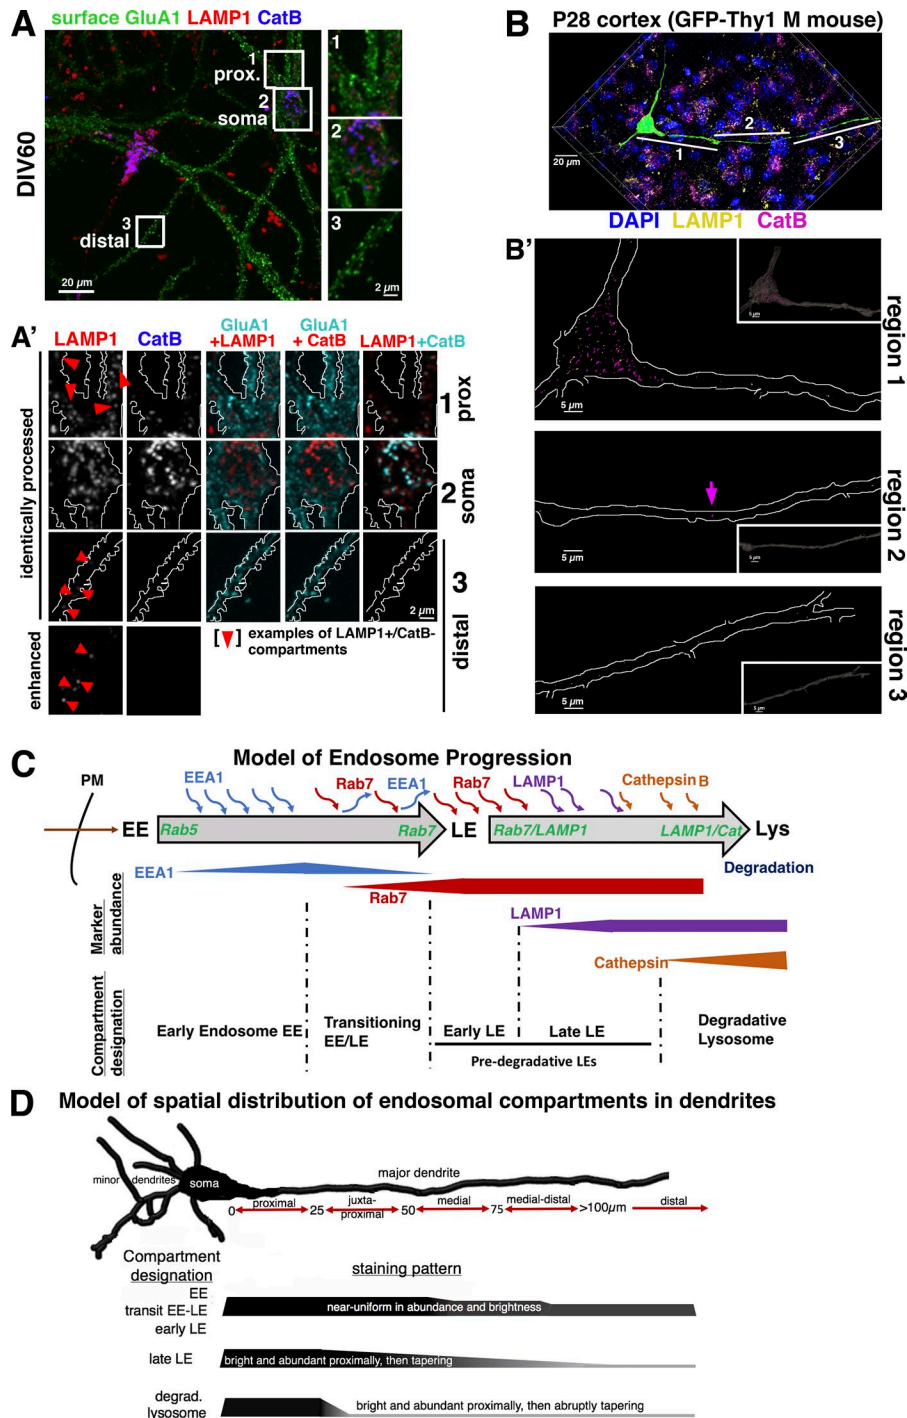 A
surface GluA1 LAMP1 CatB
DIV60
1
prox.
2
soma
3
distal
20 µm
1
2
3
2 µm
B
P28 cortex (GFP-Thy1 M mouse)
1
2
3
20 µm
DAPI LAMP1 CatB
A'
LAMP1
CatB
GluA1
+LAMP1
GluA1
+ CatB
LAMP1+CatB
identically processed
enhanced
1
prox
2
soma
3
distal
2 µm
[ ] examples of LAMP1+/CatB-
compartments
B'
region 1
5 µm
5 µm
region 2
5 µm
5 µm
region 3
5 µm
5 µm
C
Model of Endosome Progression
PM
EEA1
Rab7
EEA1
Rab7
LAMP1
Cathepsin B
EE
Rab5
Rab7
LE
Rab7/LAMP1
LAMP1/Cat
Lys
Degradation
Marker
abundance
EEA1
Rab7
LAMP1
Cathepsin
Compartment
designation
Early Endosome EE
Transitioning
EE/LE
Early LE
Late LE
Pre-degradative LEs
Degradative
Lysosome
D
Model of spatial distribution of endosomal compartments in dendrites
minor dendrites
soma
major dendrite
0
proximal
25
juxta-
proximal
50
medial
75
medial-distal
>100µm
distal
Compartment
designation
staining pattern
EE
transit EE-LE
early LE
near-uniform in abundance and brightness
late LE
bright and abundant proximally, then tapering
degrad.
lysosome
bright and abundant proximally, then abruptly tapering